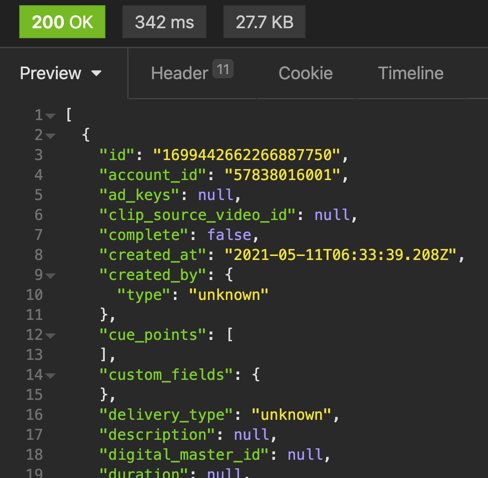 200 OK 342 ms 27.7 KB
Preview Header 11 Cookie Timeline
1 [
2 {
3 "id": "1699442662266887750",
4 "account_id": "57838016001",
5 "ad_keys": null,
6 "clip_source_video_id": null,
7 "complete": false,
8 "created_at": "2021-05-11T06:33:39.208Z",
9 "created_by": {
10 "type": "unknown"
11 },
12 "cue_points": [
13 ],
14 "custom_fields": {
15 },
16 "delivery_type": "unknown",
17 "description": null,
18 "digital_master_id": null,
19 "duration": null,